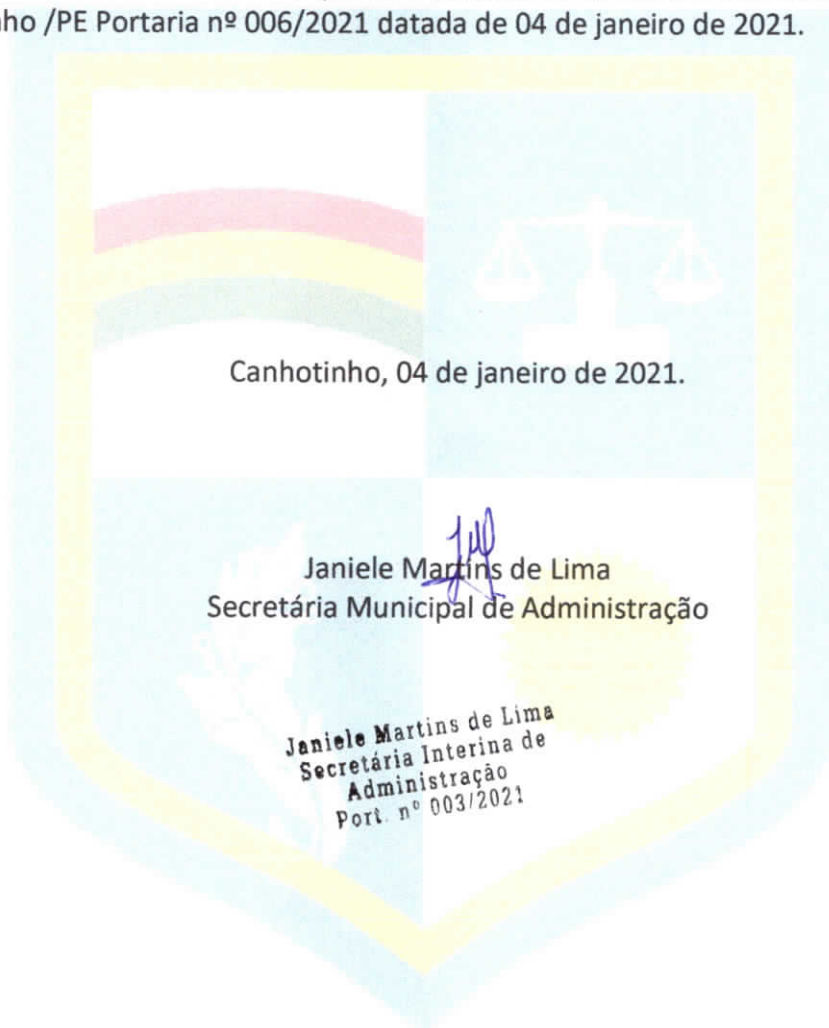 nho /PE Portaria nº 006/2021 datada de 04 de janeiro de 2021.
Canhotinho, 04 de janeiro de 2021.
Janiele Martins de Lima
Secretária Municipal de Administração
Janiele Martins de Lima
Secretária Interina de
Administração
Port. nº 003/2021